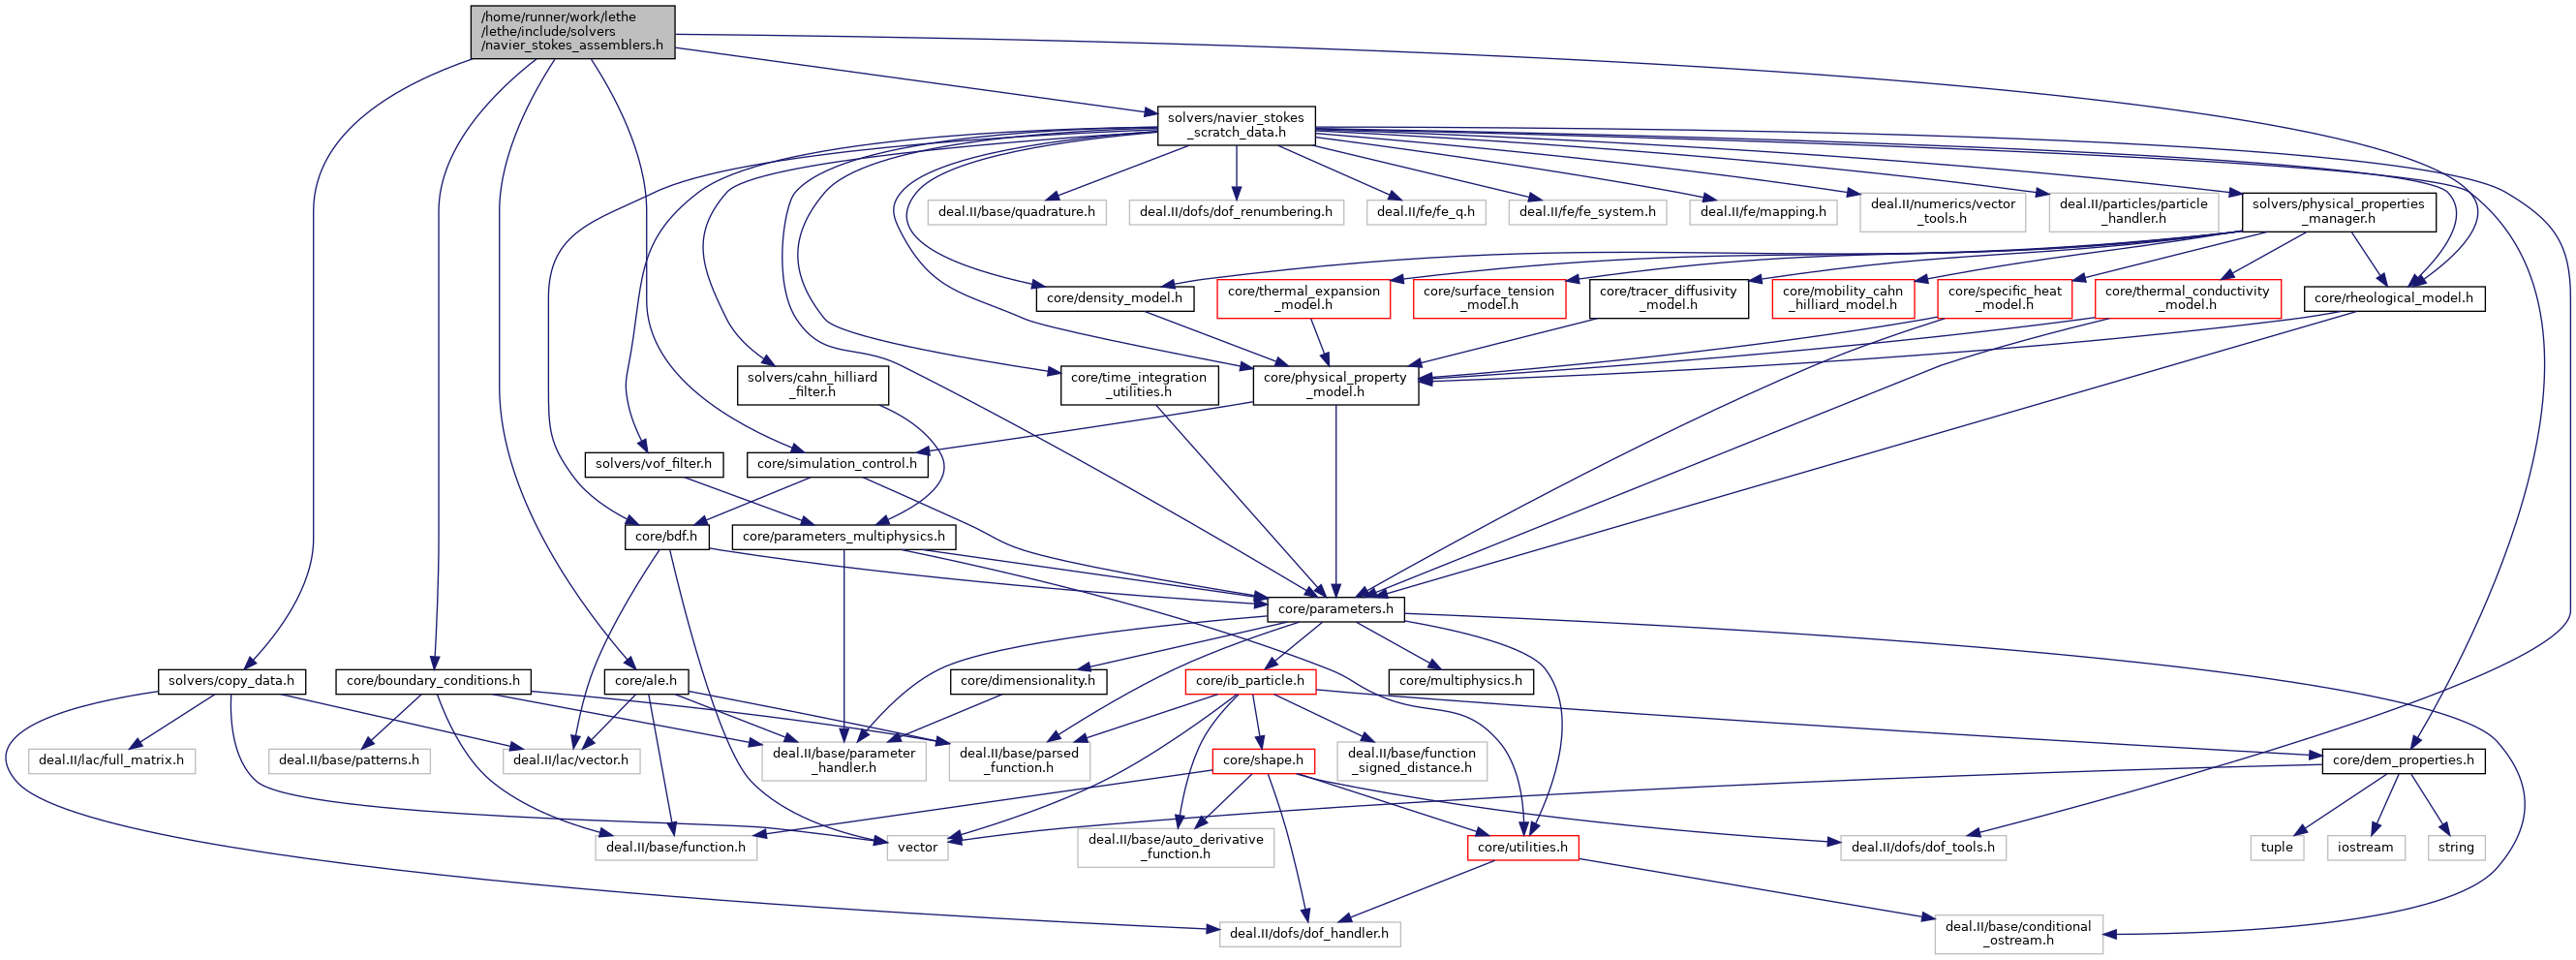 /home/runner/work/lethe
/lethe/include/solvers
/navier_stokes_assemblers.h
solvers/navier_stokes
_scratch_data.h
deal.II/base/quadrature.h
deal.II/dofs/dof_renumbering.h
deal.II/fe/fe_q.h
deal.II/fe/fe_system.h
deal.II/fe/mapping.h
deal.II/numerics/vector
_tools.h
deal.II/particles/particle
_handler.h
solvers/physical_properties
_manager.h
core/density_model.h
core/thermal_expansion
_model.h
core/surface_tension
_model.h
core/tracer_diffusivity
_model.h
core/mobility_cahn
_hilliard_model.h
core/specific_heat
_model.h
core/thermal_conductivity
_model.h
core/rheological_model.h
solvers/cahn_hilliard
_filter.h
core/time_integration
_utilities.h
core/physical_property
_model.h
solvers/vof_filter.h
core/simulation_control.h
core/bdf.h
core/parameters_multiphysics.h
core/parameters.h
solvers/copy_data.h
core/boundary_conditions.h
core/ale.h
core/dimensionality.h
core/ib_particle.h
core/multiphysics.h
deal.II/lac/full_matrix.h
deal.II/base/patterns.h
deal.II/lac/vector.h
deal.II/base/parameter
_handler.h
deal.II/base/parsed
_function.h
core/shape.h
deal.II/base/function
_signed_distance.h
core/dem_properties.h
deal.II/base/function.h
vector
deal.II/base/auto_derivative
_function.h
core/utilities.h
deal.II/dofs/dof_tools.h
tuple
iostream
string
deal.II/dofs/dof_handler.h
deal.II/base/conditional
_ostream.h